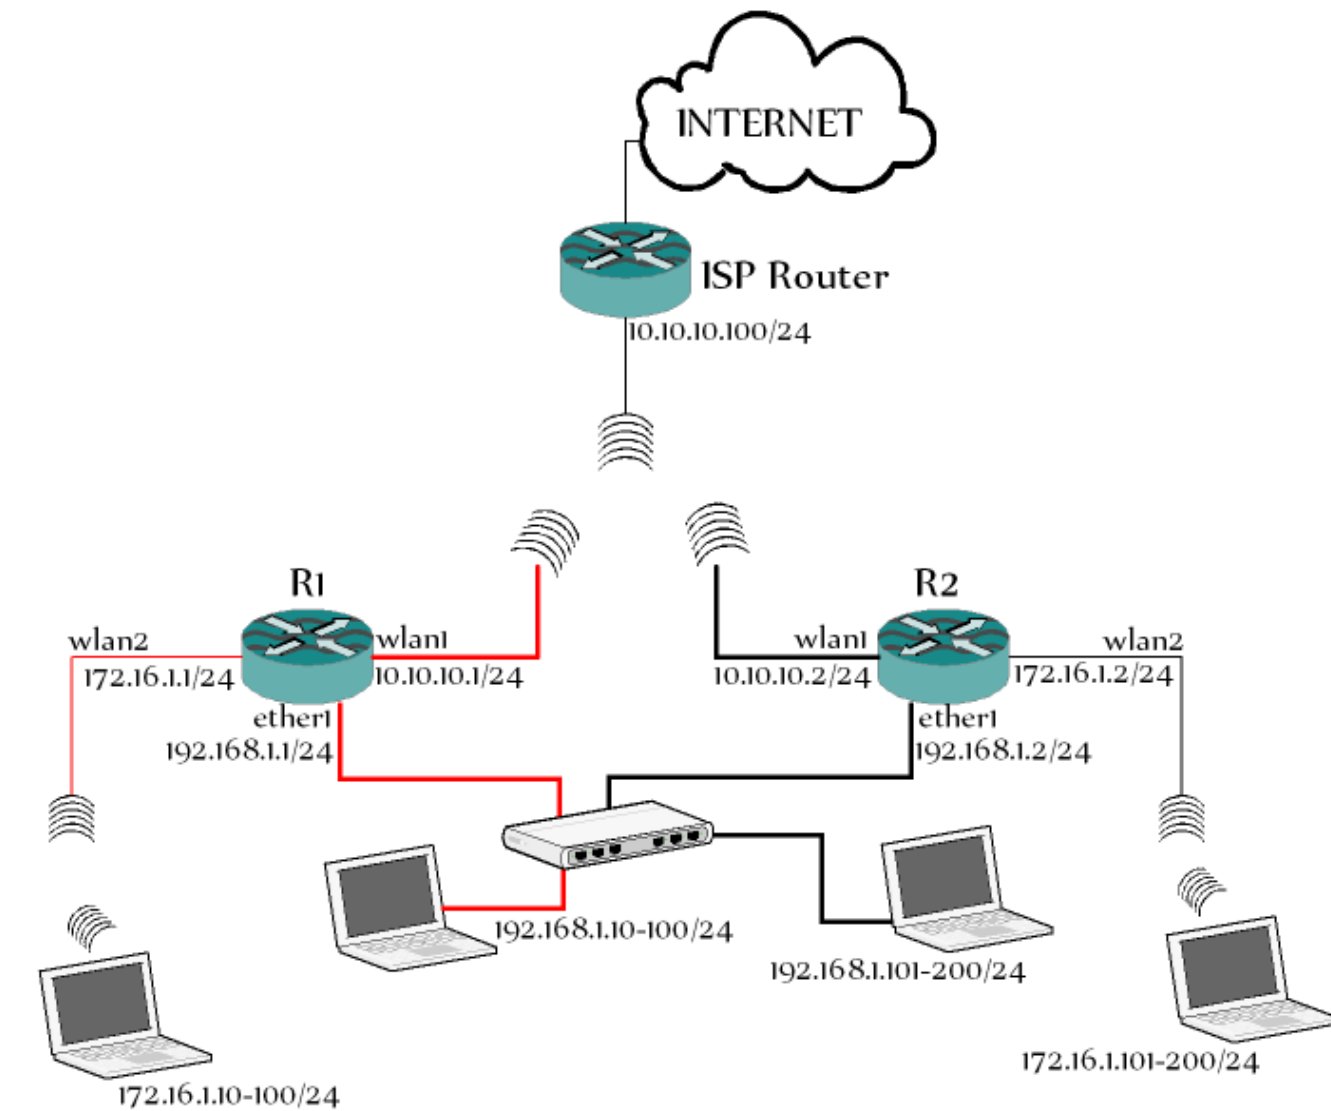 INTERNET
ISP Router
10.10.10.100/24
R1
R2
wlan2
wlan1
wlan1
wlan2
172.16.1.1/24
10.10.10.1/24
10.10.10.2/24
172.16.1.2/24
ether1
ether1
192.168.1.1/24
192.168.1.2/24
192.168.1.10-100/24
192.168.1.101-200/24
172.16.1.101-200/24
172.16.1.10-100/24